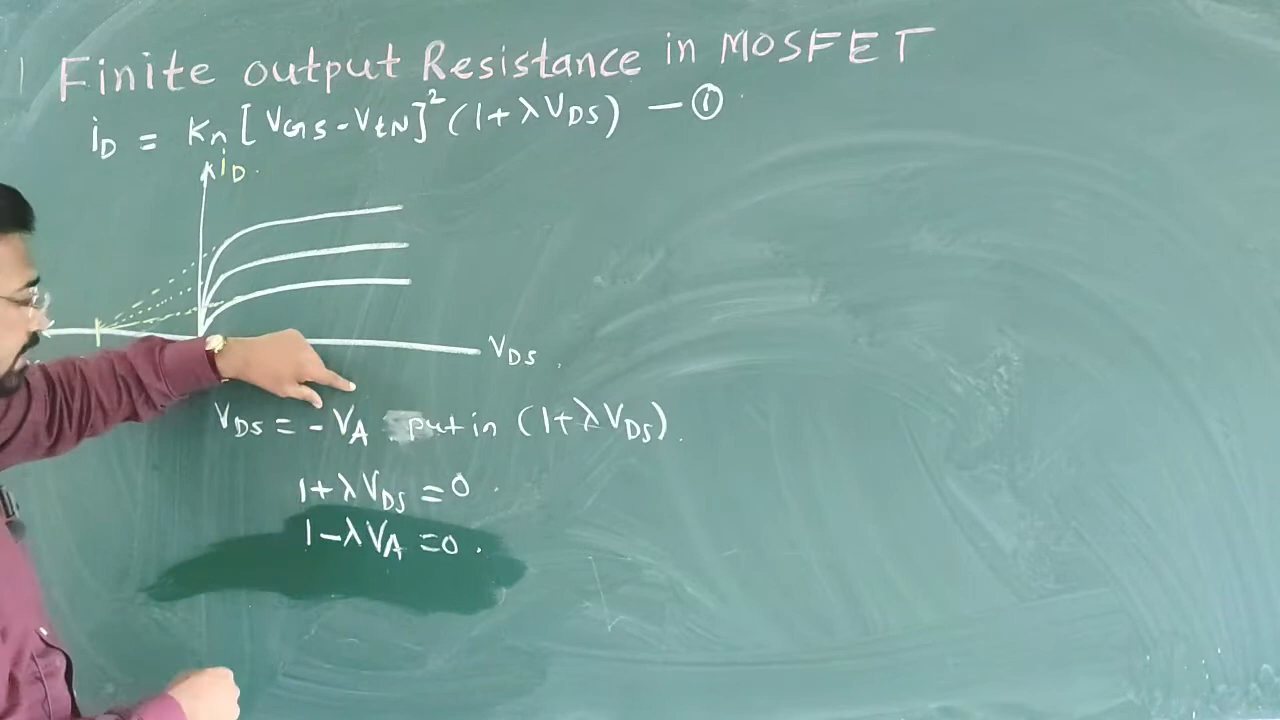 Finite output Resistance in MOSFET
iD = Kn [VGS - VtN]² (1 + λVDS) — ①
iD.
VDS.
VDS = - VA put in (1 + λVDS).
1 + λVDS = 0.
1 - λVA = 0.